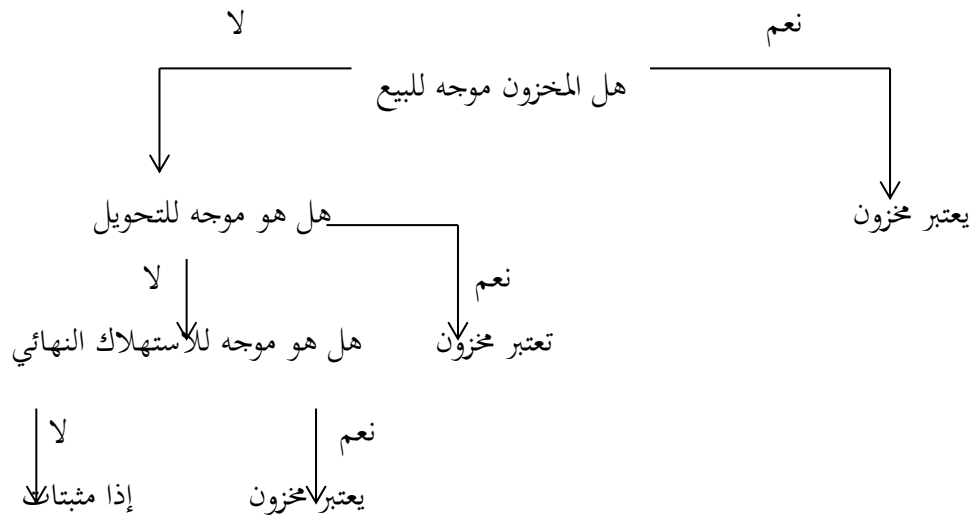 نعم
لا
هل المخزون موجه للبيع
يعتبر مخزون
هل هو موجه للتحويل
نعم
لا
تعتبر مخزون
هل هو موجه للاستهلاك النهائي
نعم
لا
يعتبر مخزون
إذا مثبتات